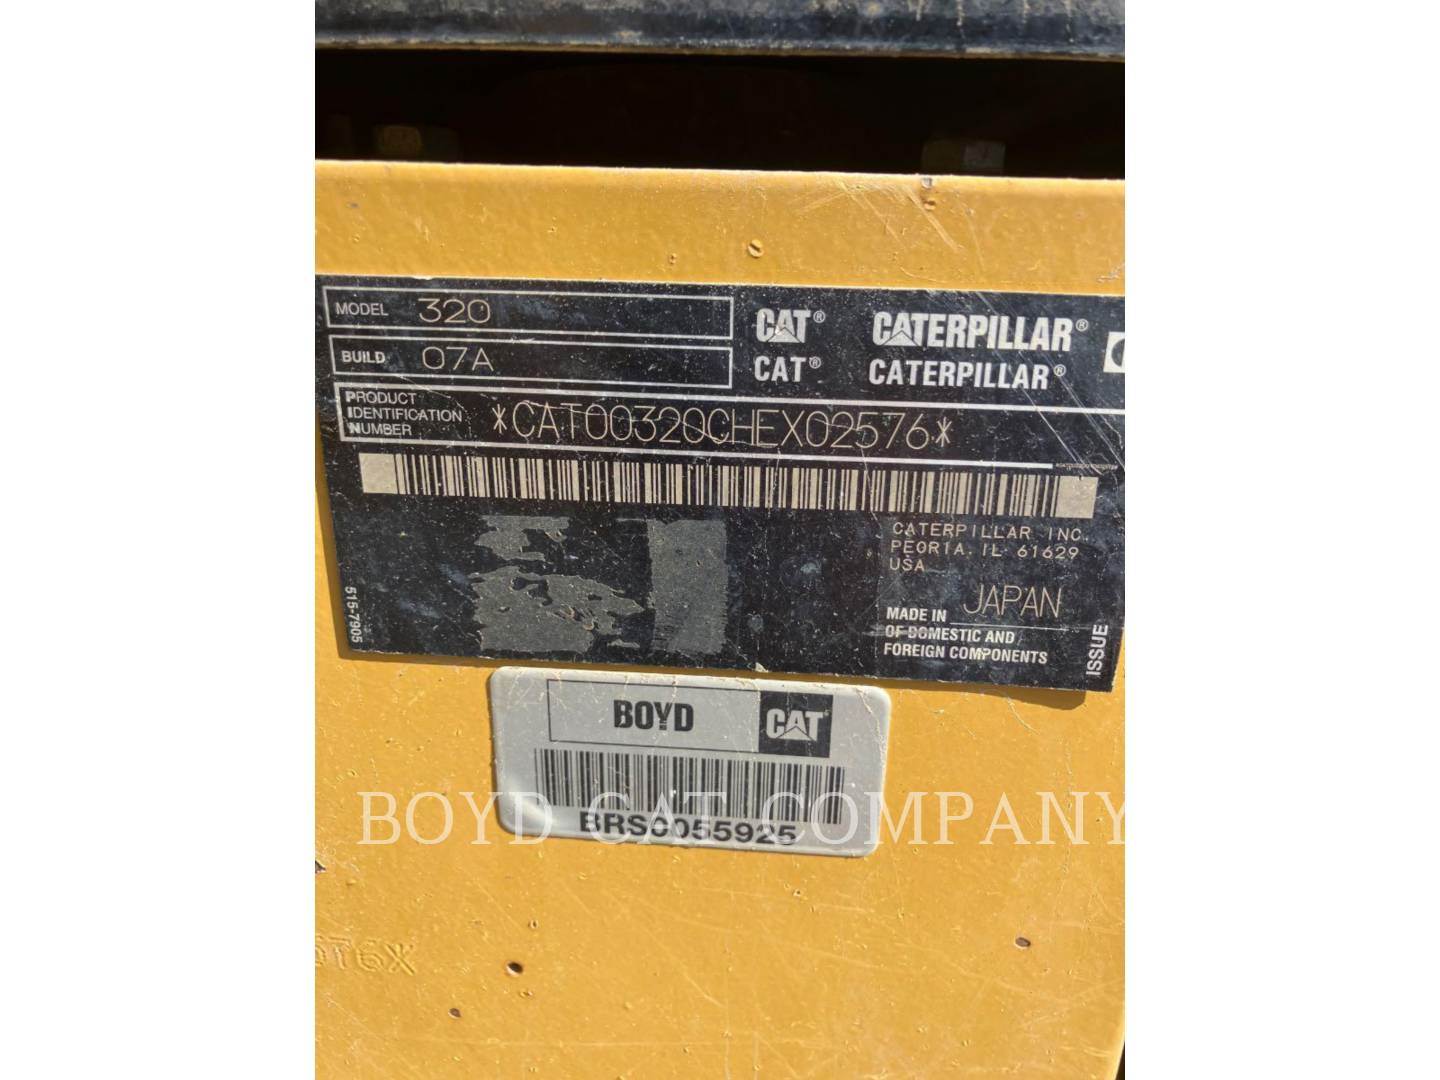 MODEL 320
BUILD 07A
CAT® CATERPILLAR®
CAT® CATERPILLAR®
PRODUCT IDENTIFICATION NUMBER *CAT00320CHEX02576*
CATERPILLAR INC.
PEORIA, IL 61629
USA
MADE IN JAPAN
OF DOMESTIC AND
FOREIGN COMPONENTS
515-7905
ISSUE
BOYD CAT
BRS0055925
BOYD CAT COMPANY